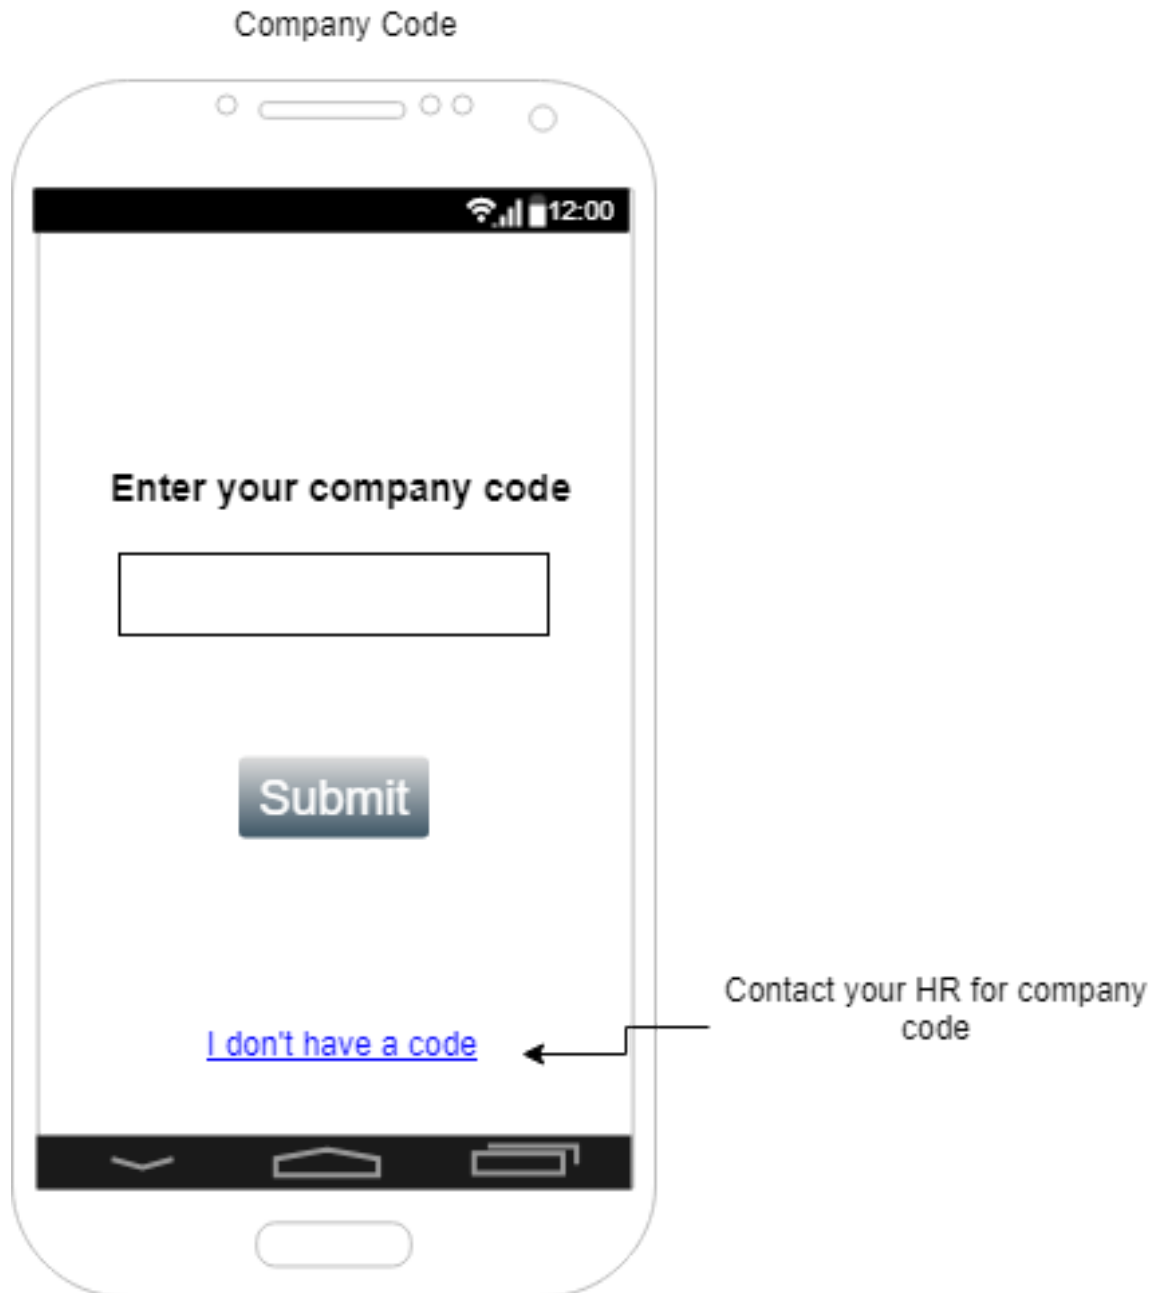 Company Code
12:00
Enter your company code
Submit
I don't have a code
Contact your HR for company
code